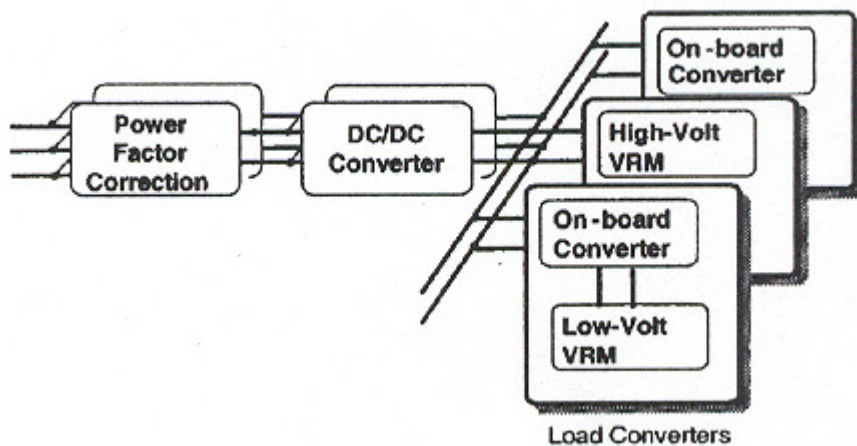 Power
Factor
Correction
DC/DC
Converter
On-board
Converter
High-Volt
VRM
On-board
Converter
Low-Volt
VRM
Load Converters